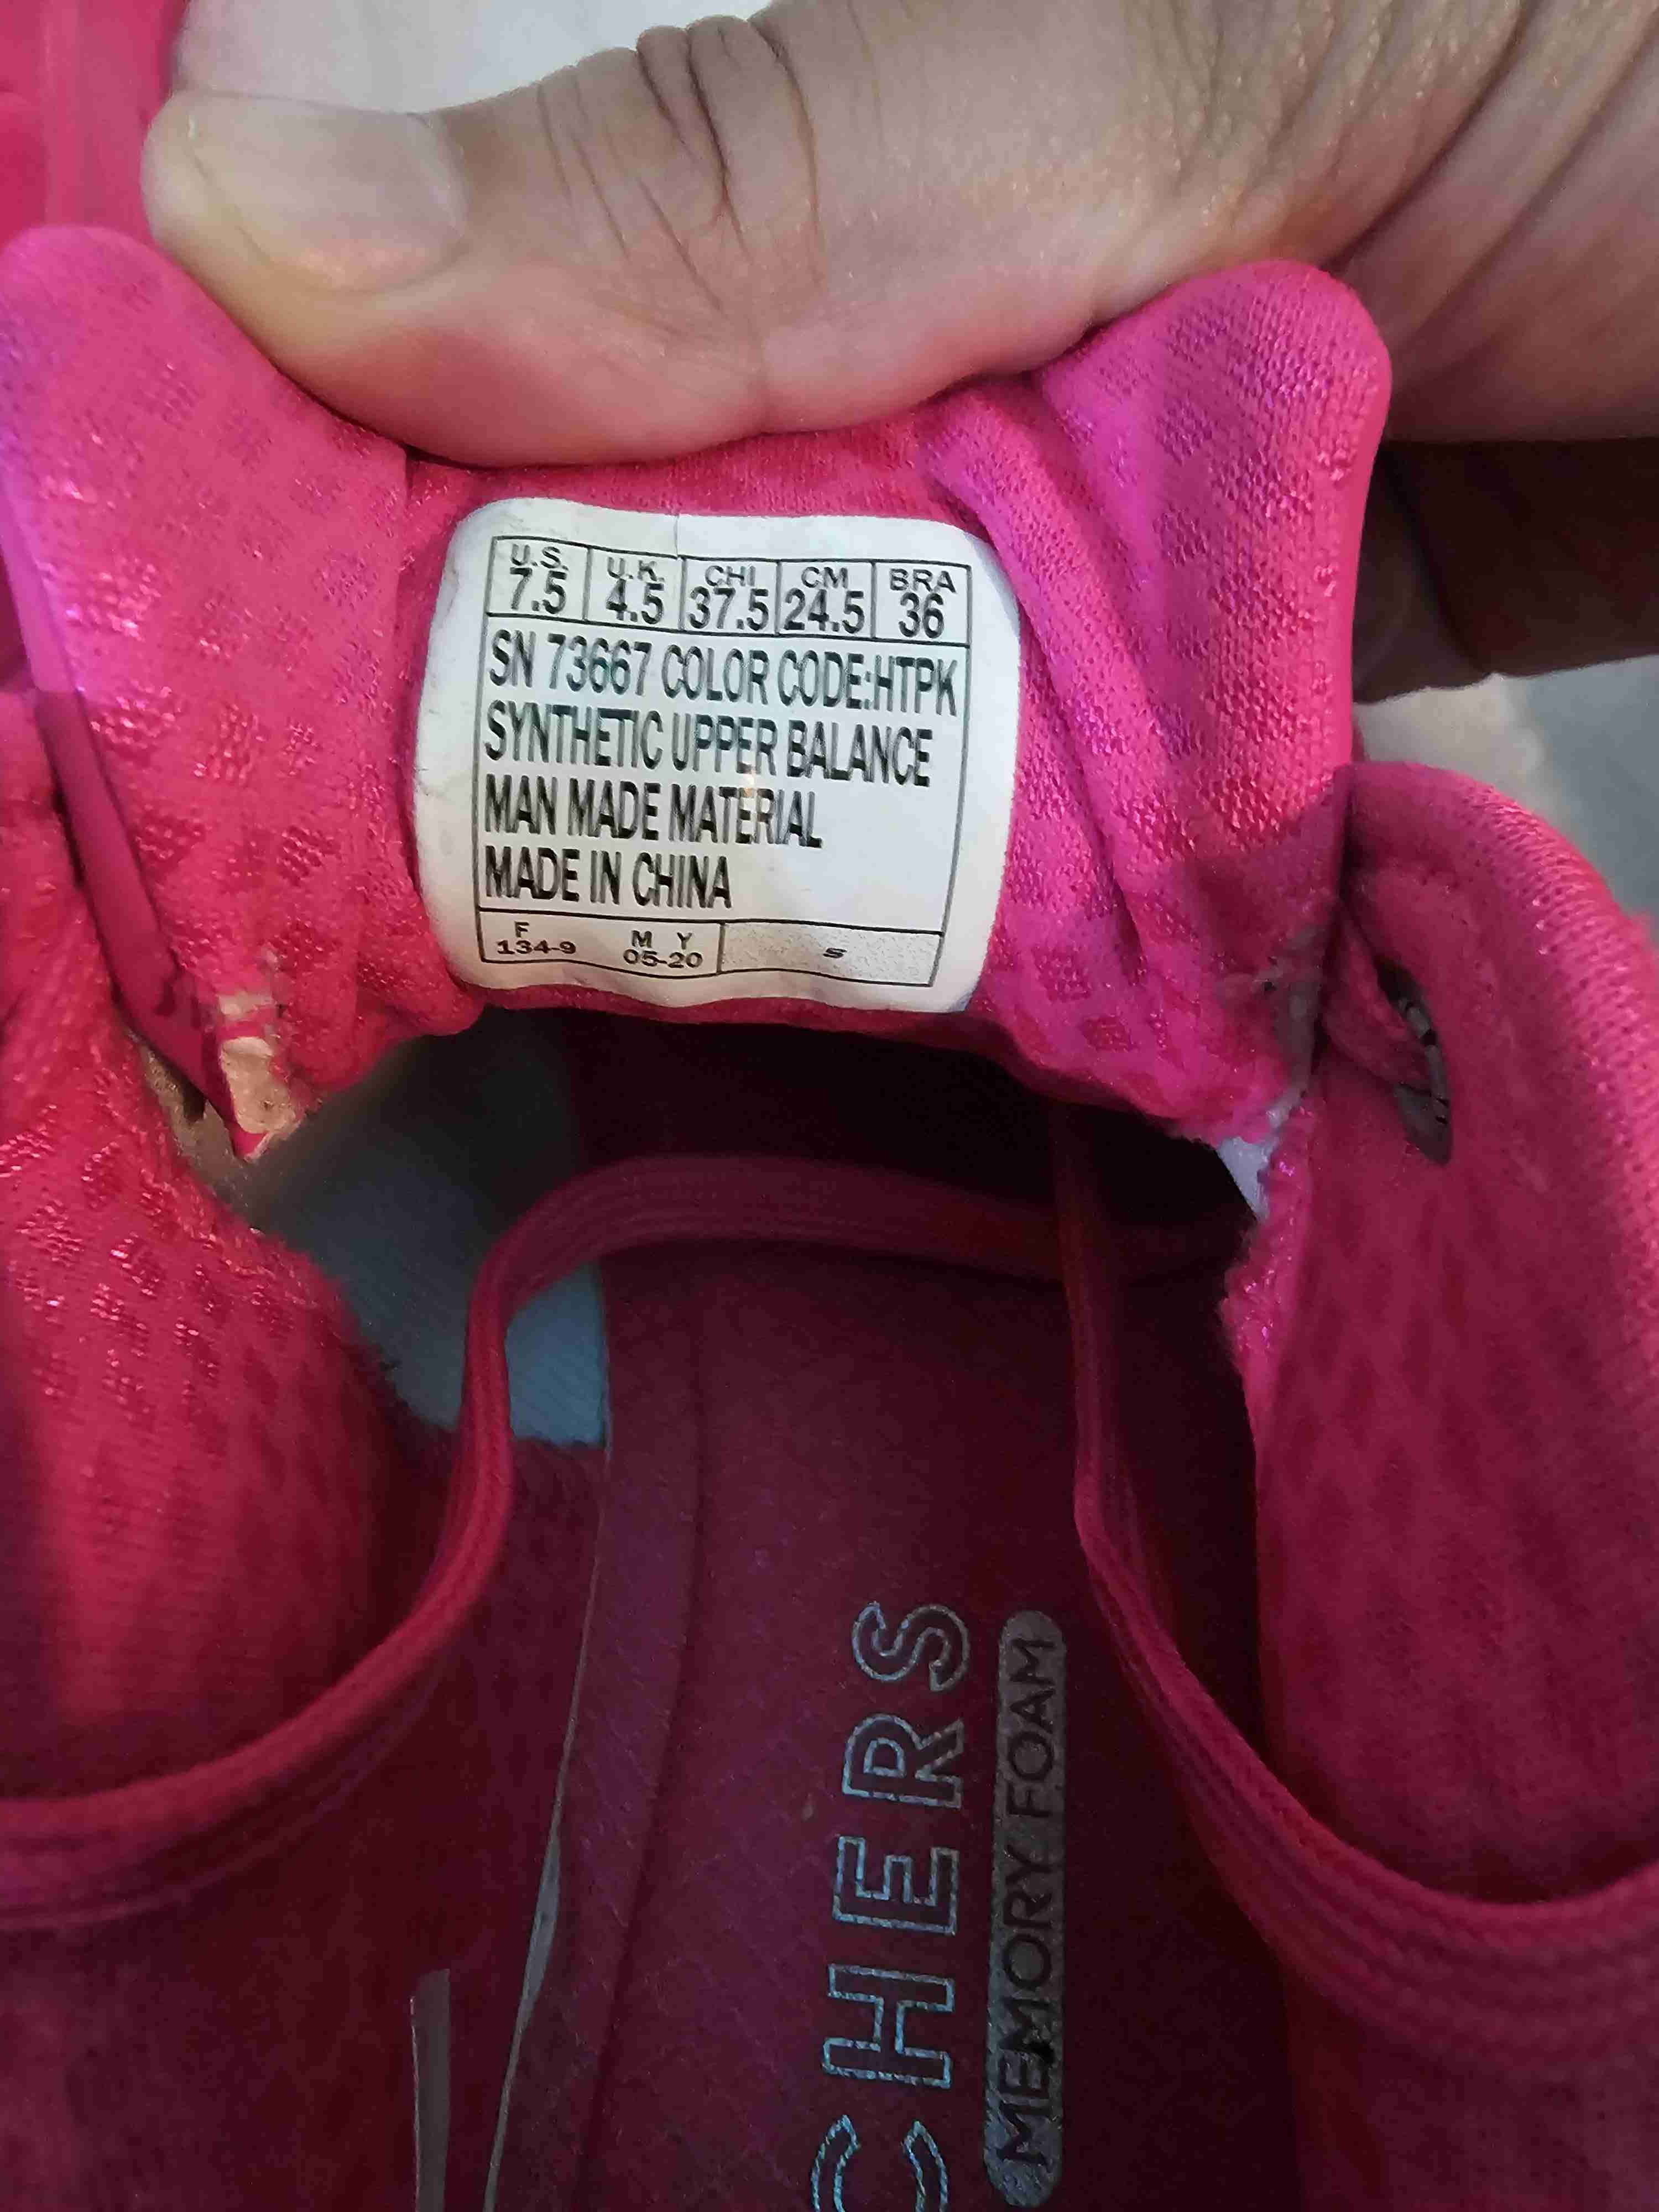 U.S. U.K. CHI CM BRA
7.5 4.5 37.5 24.5 36
SN 73667 COLOR CODE:HTPK
SYNTHETIC UPPER BALANCE
MAN MADE MATERIAL
MADE IN CHINA
F M Y
134-9 05-20 S
CHERS
MEMORY FOAM